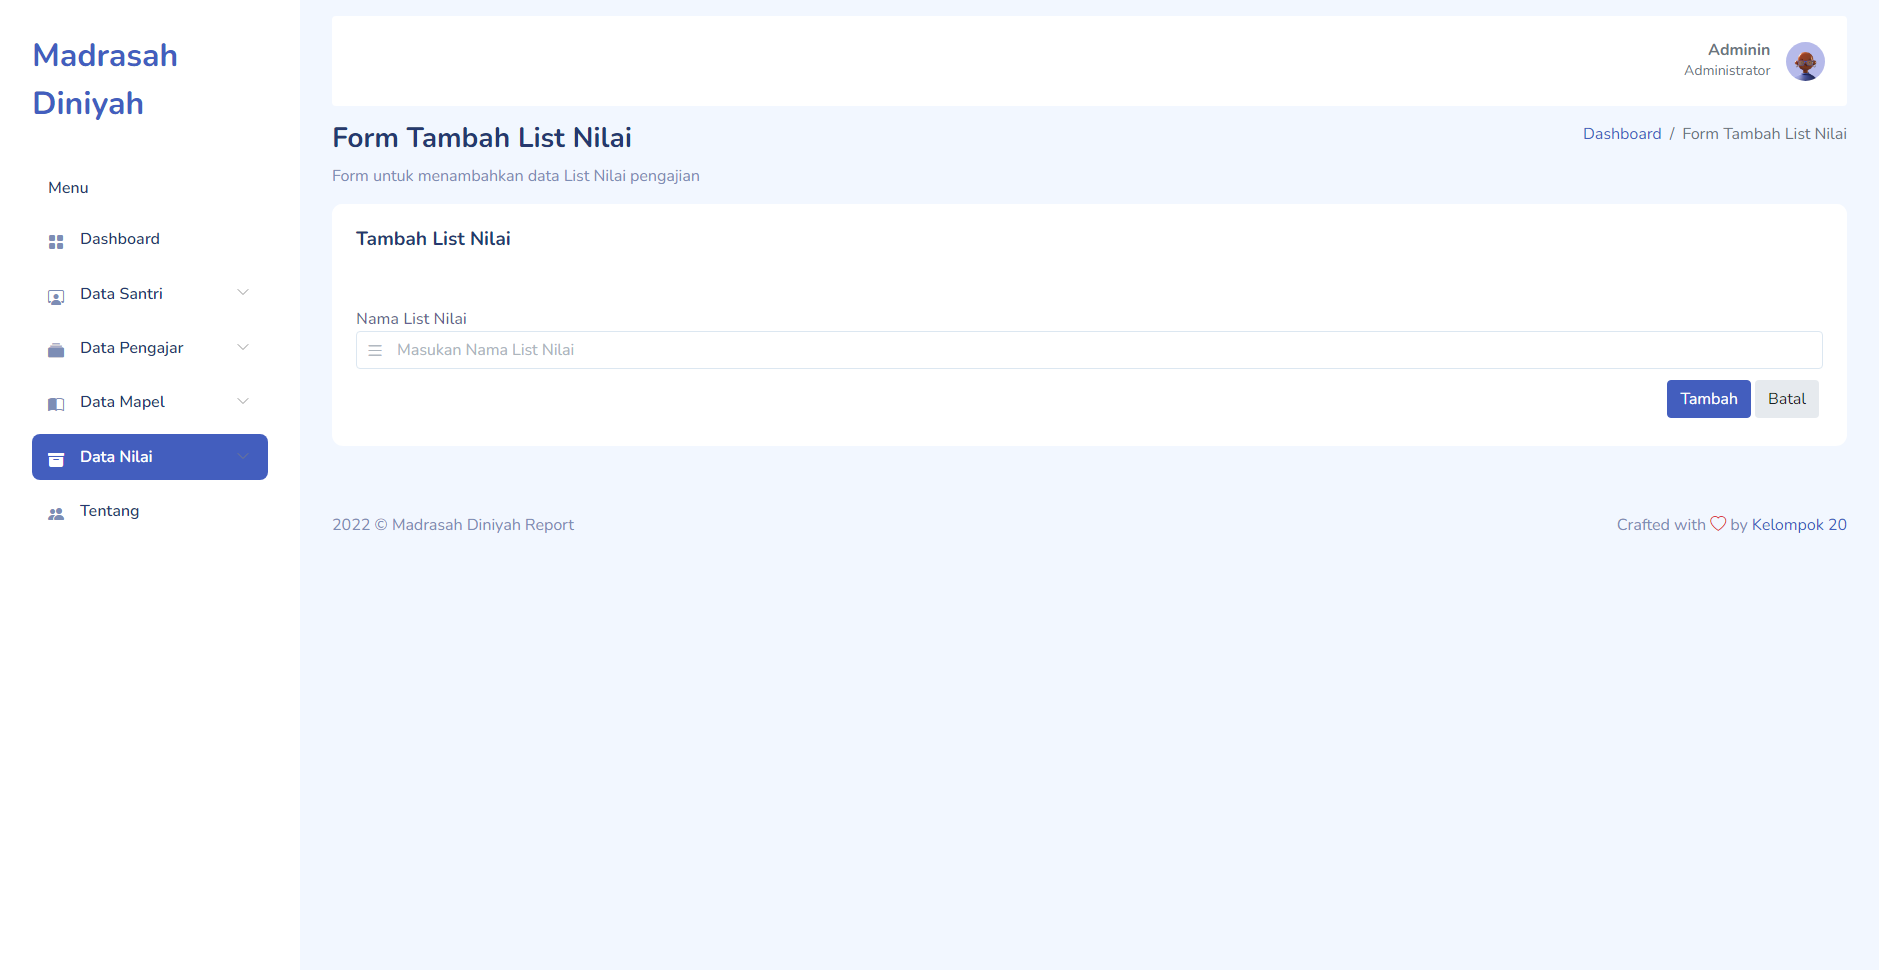 Madrasah
Diniyah
Menu
Dashboard
Data Santri
Data Pengajar
Data Mapel
Data Nilai
Tentang
Adminin
Administrator
Form Tambah List Nilai
Dashboard / Form Tambah List Nilai
Form untuk menambahkan data List Nilai pengajian
Tambah List Nilai
Nama List Nilai
Masukan Nama List Nilai
Tambah Batal
2022 © Madrasah Diniyah Report
Crafted with by Kelompok 20